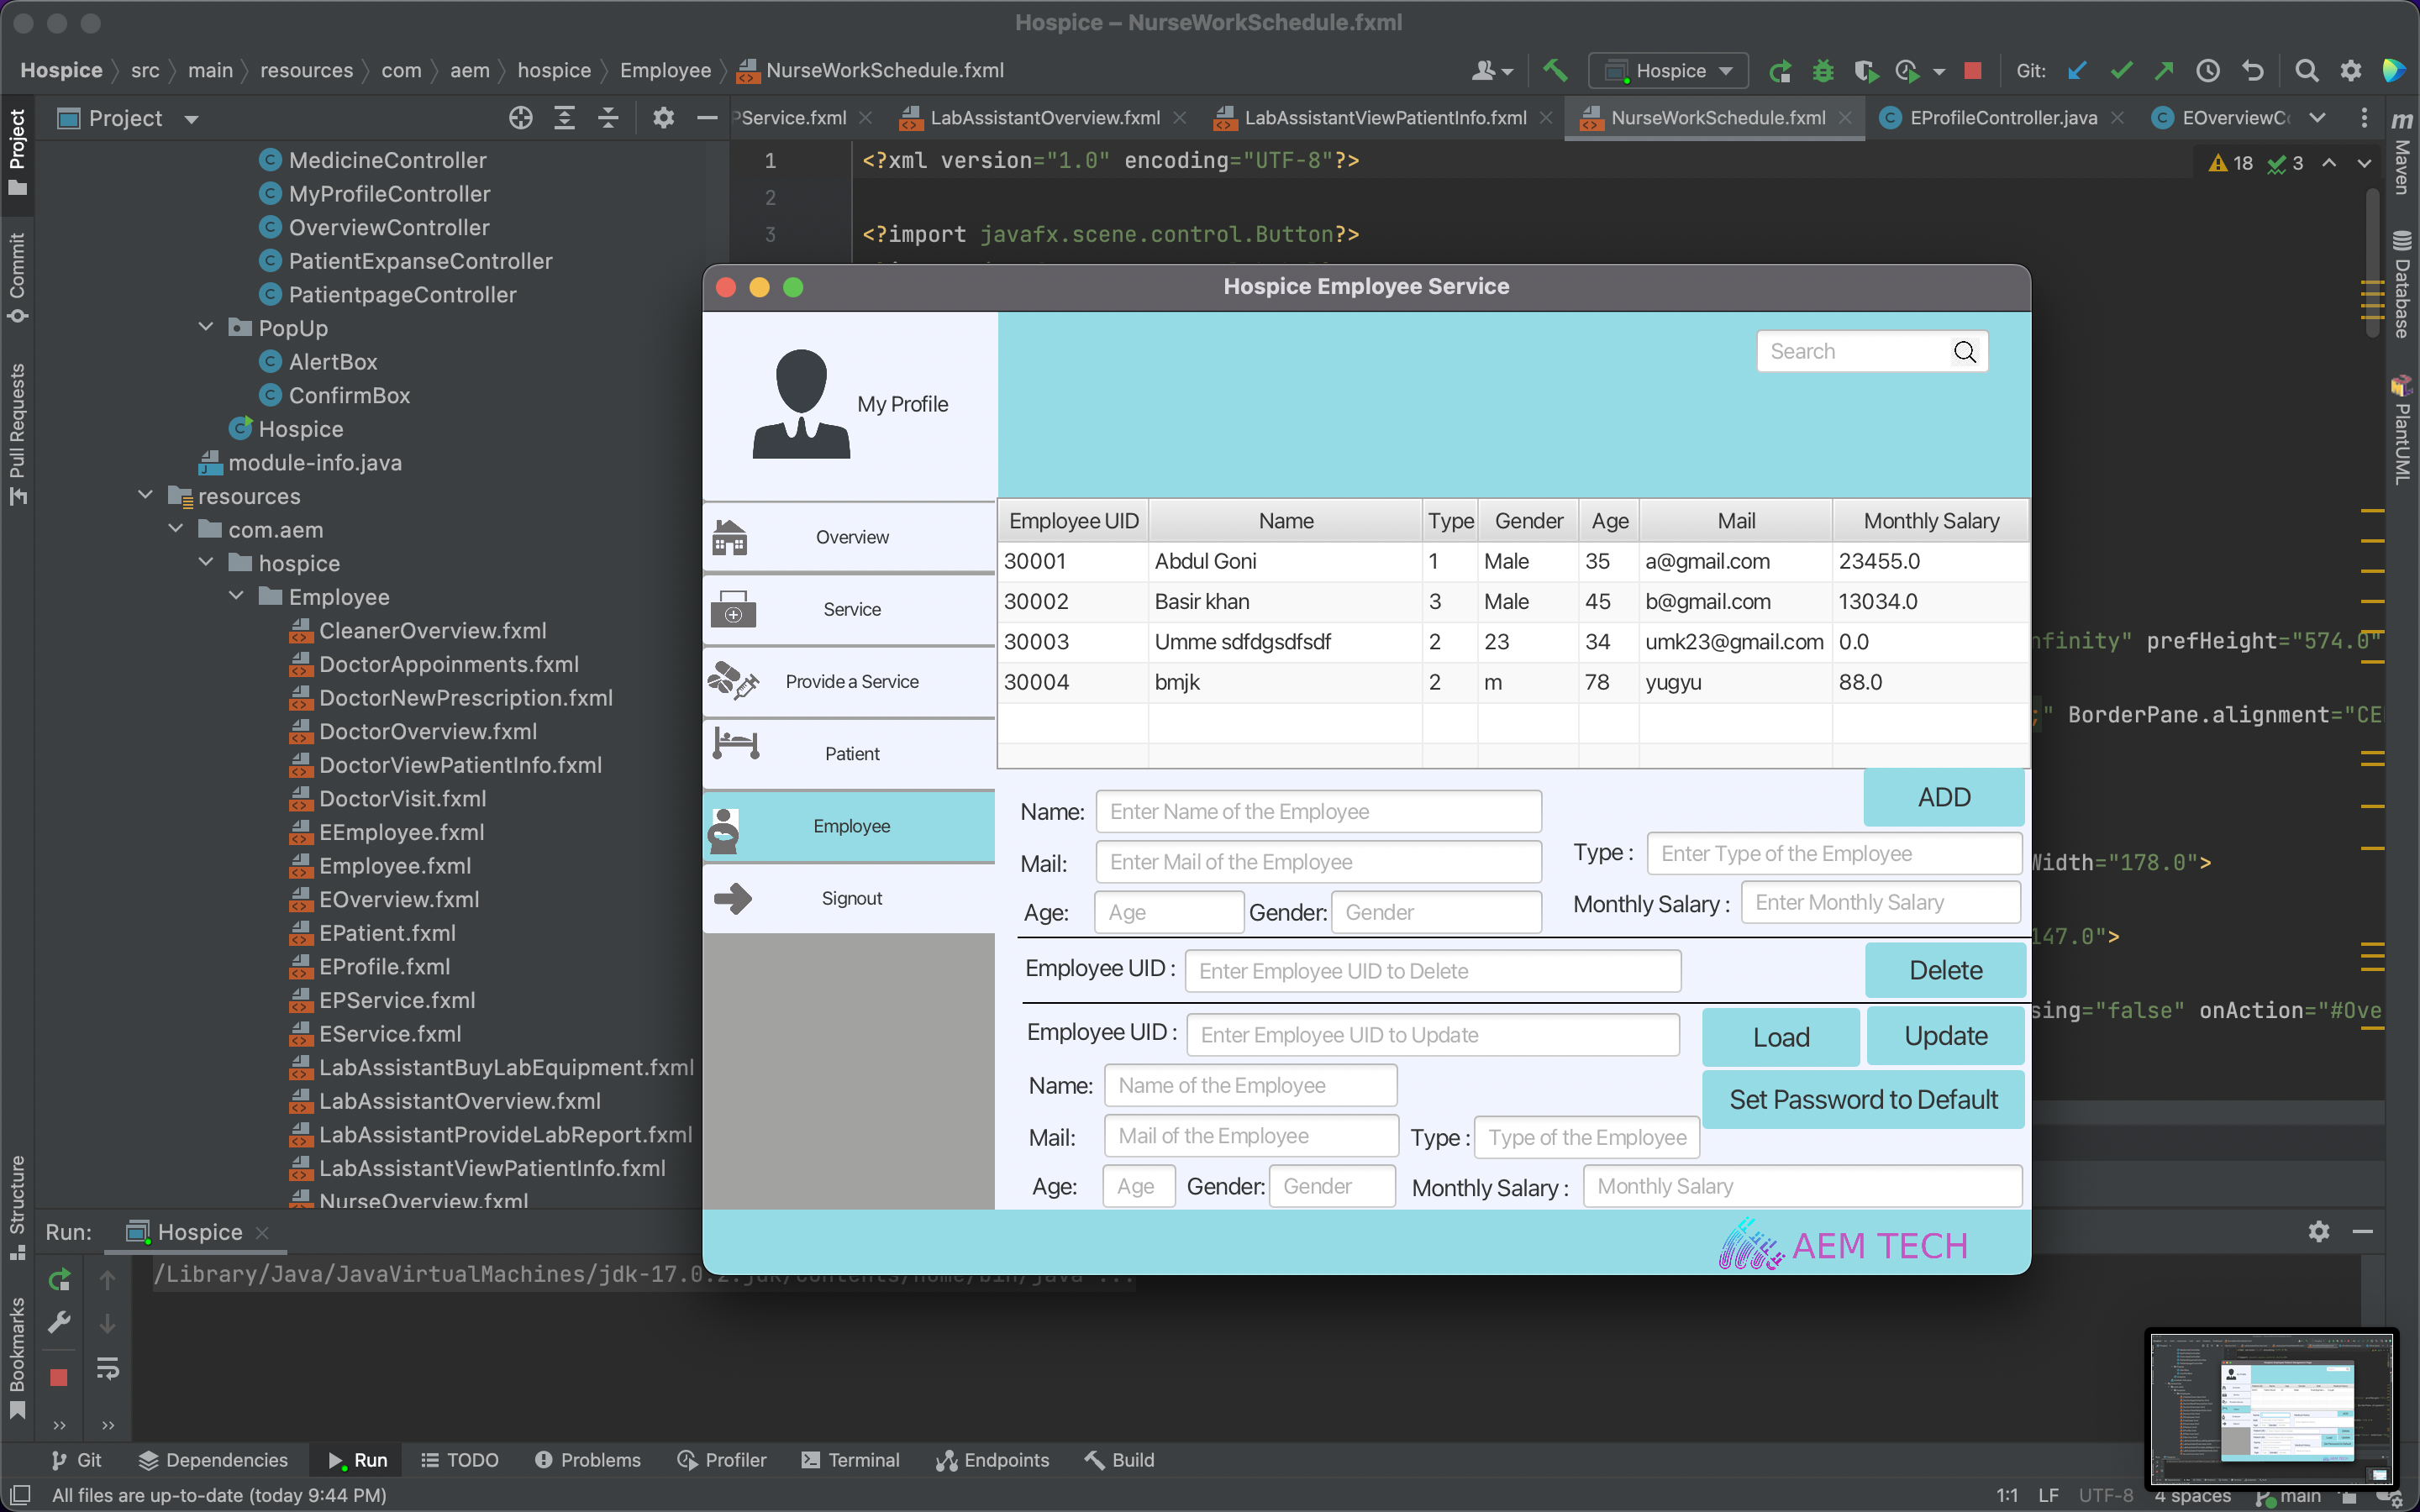 Hospice – NurseWorkSchedule.fxml
Hospice src main resources com aem hospice Employee NurseWorkSchedule.fxml
Hospice
Git:
Project
PService.fxml LabAssistantOverview.fxml LabAssistantViewPatientInfo.fxml NurseWorkSchedule.fxml EProfileController.java EOverviewC
Project
Commit
Pull Requests
Structure
Bookmarks
Maven
Database
PlantUML
MedicineController
MyProfileController
OverviewController
PatientExpanseController
PatientpageController
PopUp
AlertBox
ConfirmBox
Hospice
module-info.java
resources
com.aem
hospice
Employee
CleanerOverview.fxml
DoctorAppoinments.fxml
DoctorNewPrescription.fxml
DoctorOverview.fxml
DoctorViewPatientInfo.fxml
DoctorVisit.fxml
EEmployee.fxml
Employee.fxml
EOverview.fxml
EPatient.fxml
EProfile.fxml
EPService.fxml
EService.fxml
LabAssistantBuyLabEquipment.fxml
LabAssistantOverview.fxml
LabAssistantProvideLabReport.fxml
LabAssistantViewPatientInfo.fxml
NurseOverview.fxml
1 <?xml version="1.0" encoding="UTF-8"?>
2
3 <?import javafx.scene.control.Button?>
18 3
nfinity" prefHeight="574.0"
;" BorderPane.alignment="CE
Width="178.0">
147.0">
sing="false" onAction="#Ove
Hospice Employee Service
Search
My Profile
Overview
Service
Provide a Service
Patient
Employee
Signout
Employee UID Name Type Gender Age Mail Monthly Salary
30001 Abdul Goni 1 Male 35 a@gmail.com 23455.0
30002 Basir khan 3 Male 45 b@gmail.com 13034.0
30003 Umme sdfdgsdfsdf 2 23 34 umk23@gmail.com 0.0
30004 bmjk 2 m 78 yugyu 88.0
ADD
Name: Enter Name of the Employee
Mail: Enter Mail of the Employee
Type : Enter Type of the Employee
Age: Age Gender: Gender
Monthly Salary : Enter Monthly Salary
Employee UID : Enter Employee UID to Delete Delete
Employee UID : Enter Employee UID to Update Load Update
Name: Name of the Employee
Set Password to Default
Mail: Mail of the Employee Type : Type of the Employee
Age: Age Gender: Gender Monthly Salary : Monthly Salary
AEM TECH
Run: Hospice
/Library/Java/JavaVirtualMachines/jdk-17.0.2.jdk/Contents/Home/bin/java ...
Git Dependencies Run TODO Problems Profiler Terminal Endpoints Build
All files are up-to-date (today 9:44 PM)
1:1 LF UTF-8 4 spaces main